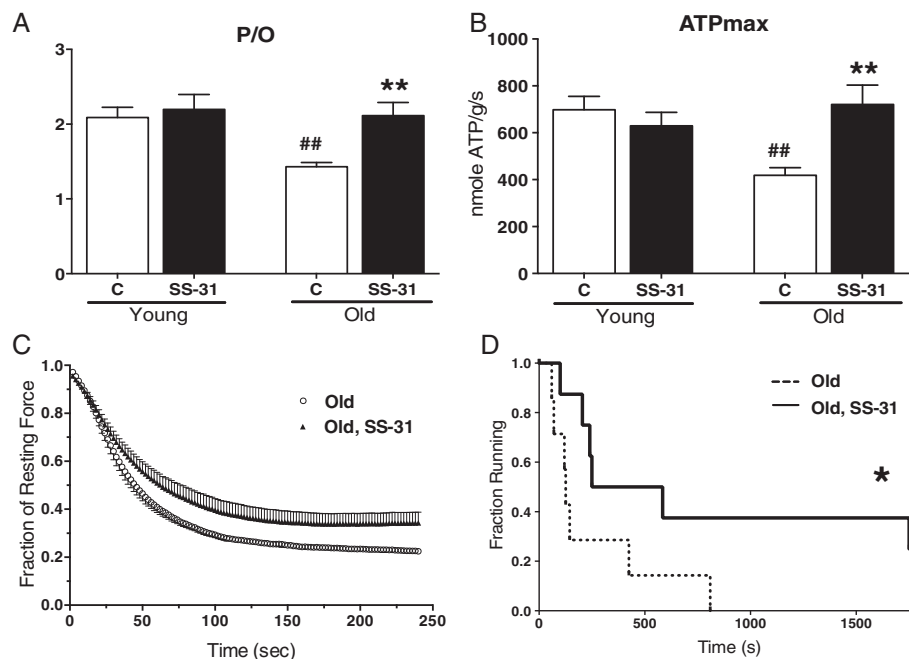 A
P/O
3
2
1
0
**
##
C SS-31 C SS-31
Young Old
B
ATPmax
nmole ATP/g/s
1000
800
600
400
200
0
**
##
C SS-31 C SS-31
Young Old
C
Fraction of Resting Force
1.0
0.8
0.6
0.4
0.2
0.0
Old
Old, SS-31
0 50 100 150 200 250
Time (sec)
D
Fraction Running
1.0
0.8
0.6
0.4
0.2
0.0
Old
Old, SS-31
*
0 500 1000 1500
Time (s)